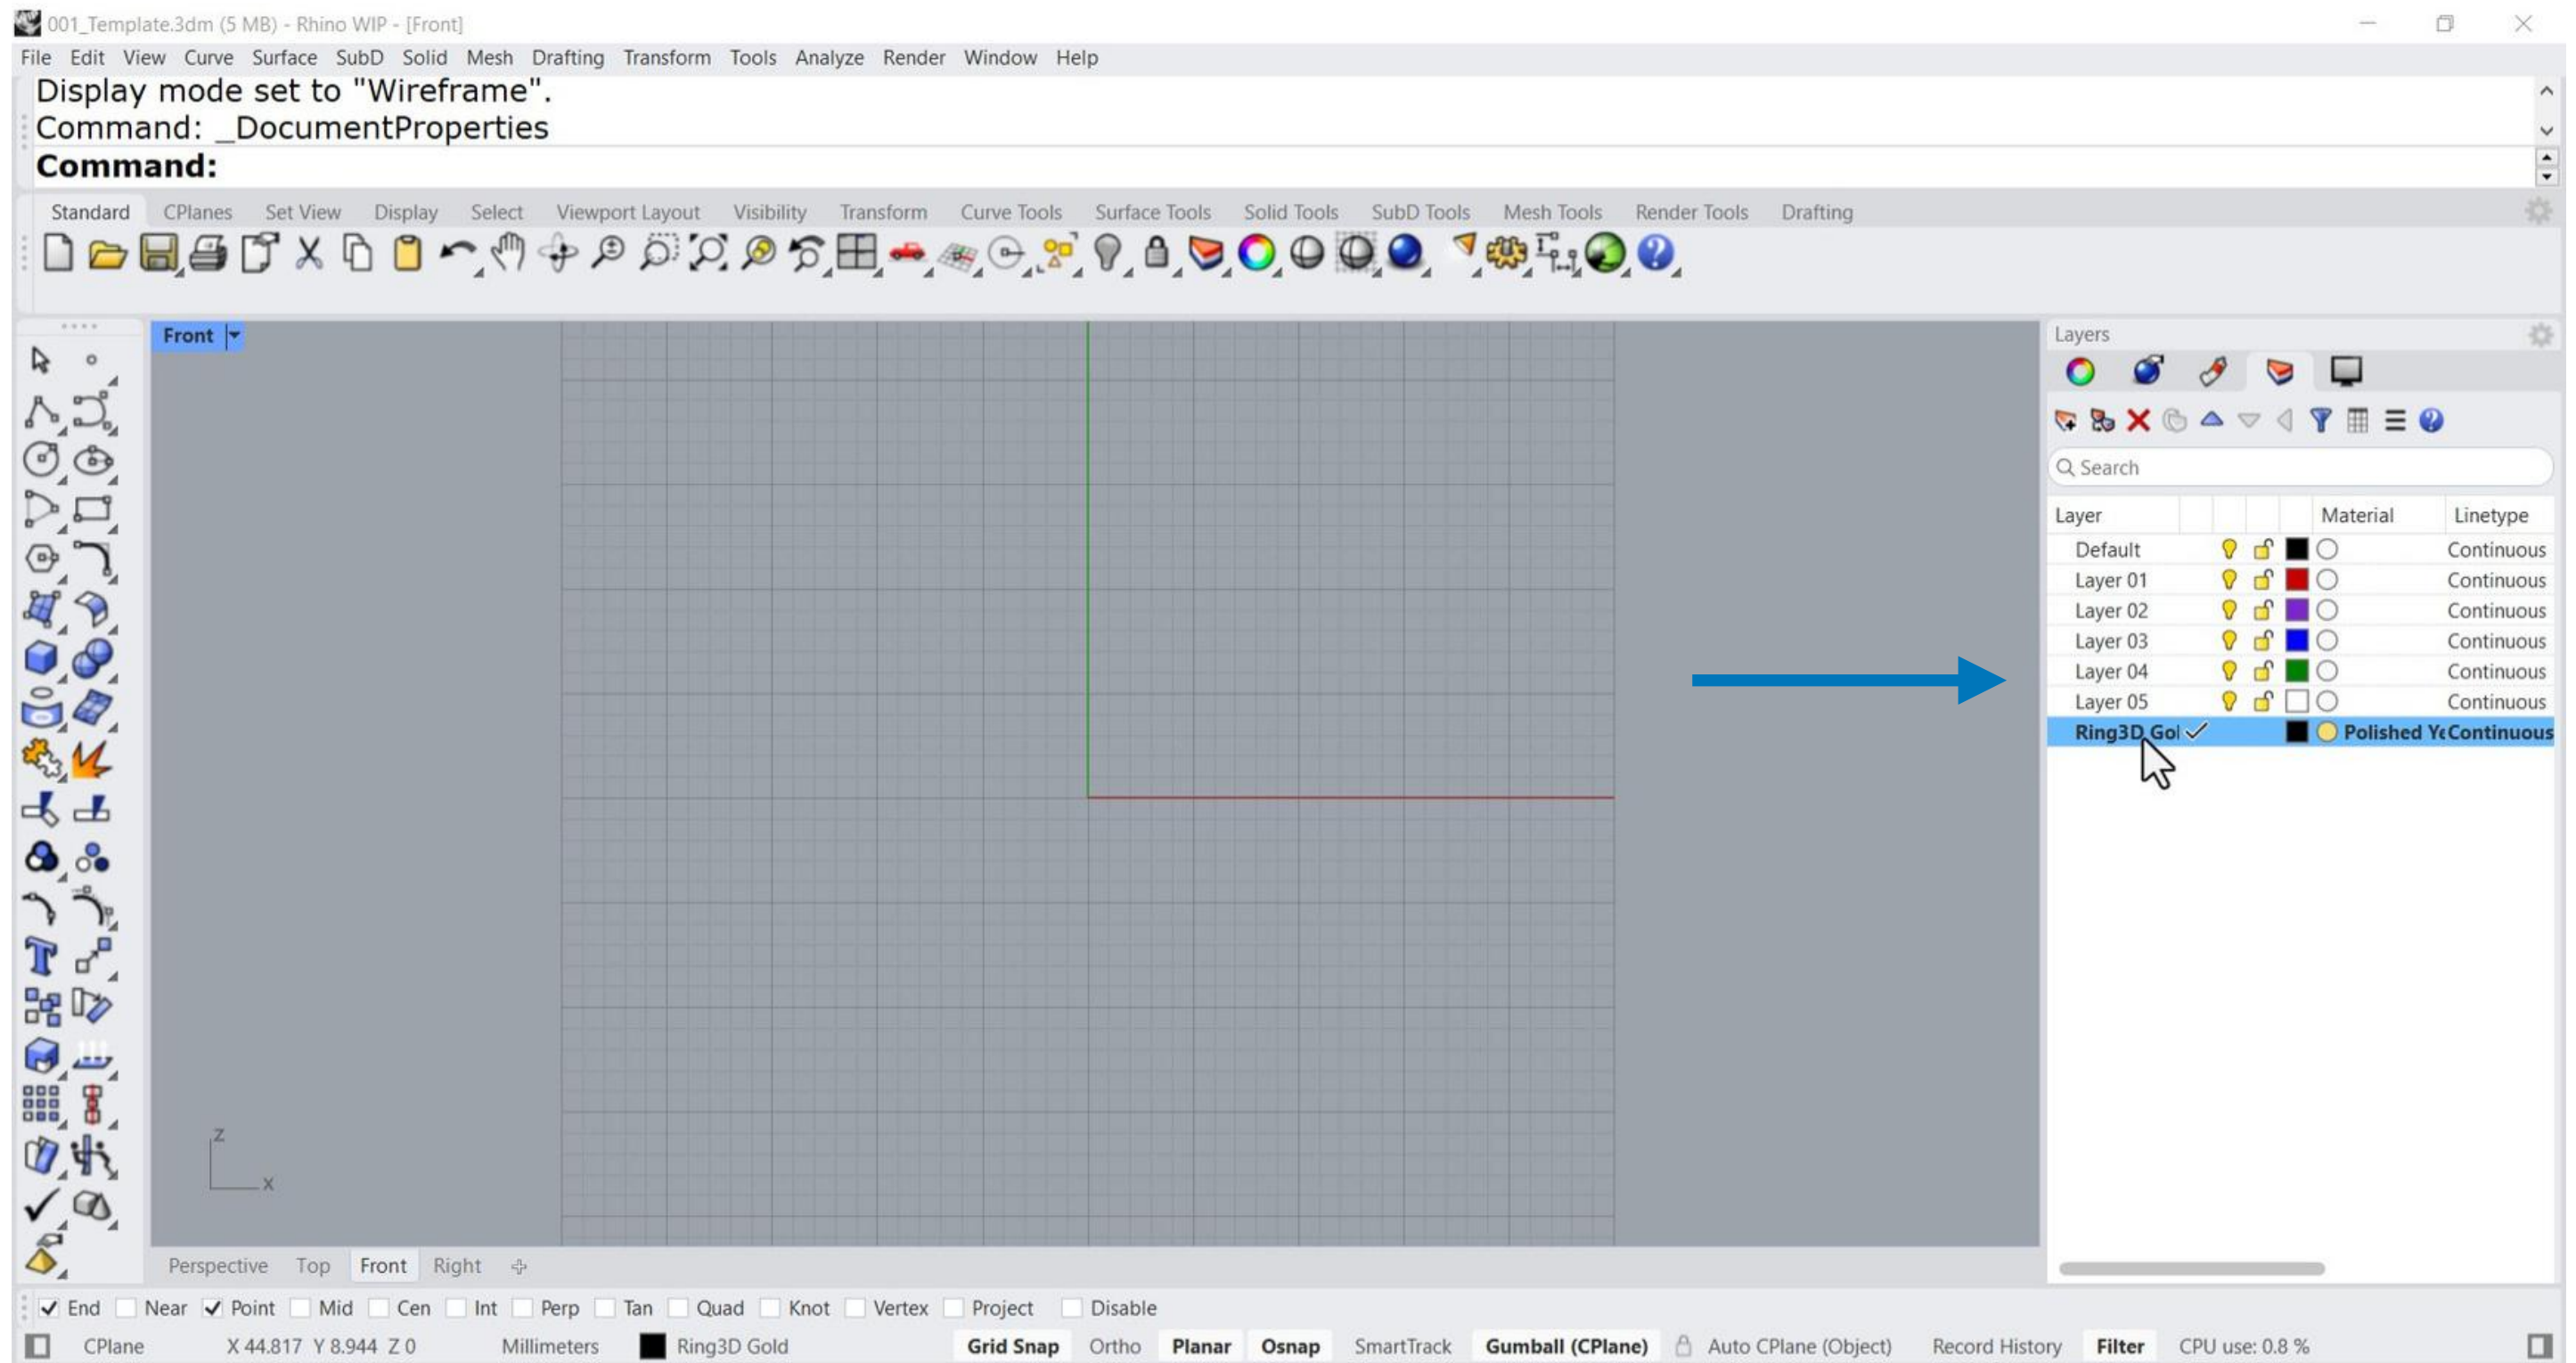 001_Template.3dm (5 MB) - Rhino WIP - [Front]
File Edit View Curve Surface SubD Solid Mesh Drafting Transform Tools Analyze Render Window Help
Display mode set to "Wireframe".
Command: _DocumentProperties
Command:
Standard CPlanes Set View Display Select Viewport Layout Visibility Transform Curve Tools Surface Tools Solid Tools SubD Tools Mesh Tools Render Tools Drafting
Front
Layers
Search
Layer Material Linetype
Default Continuous
Layer 01 Continuous
Layer 02 Continuous
Layer 03 Continuous
Layer 04 Continuous
Layer 05 Continuous
Ring3D Gol Polished Ye Continuous
z
x
Perspective Top Front Right
End Near Point Mid Cen Int Perp Tan Quad Knot Vertex Project Disable
CPlane X 44.817 Y 8.944 Z 0 Millimeters Ring3D Gold Grid Snap Ortho Planar Osnap SmartTrack Gumball (CPlane) Auto CPlane (Object) Record History Filter CPU use: 0.8 %